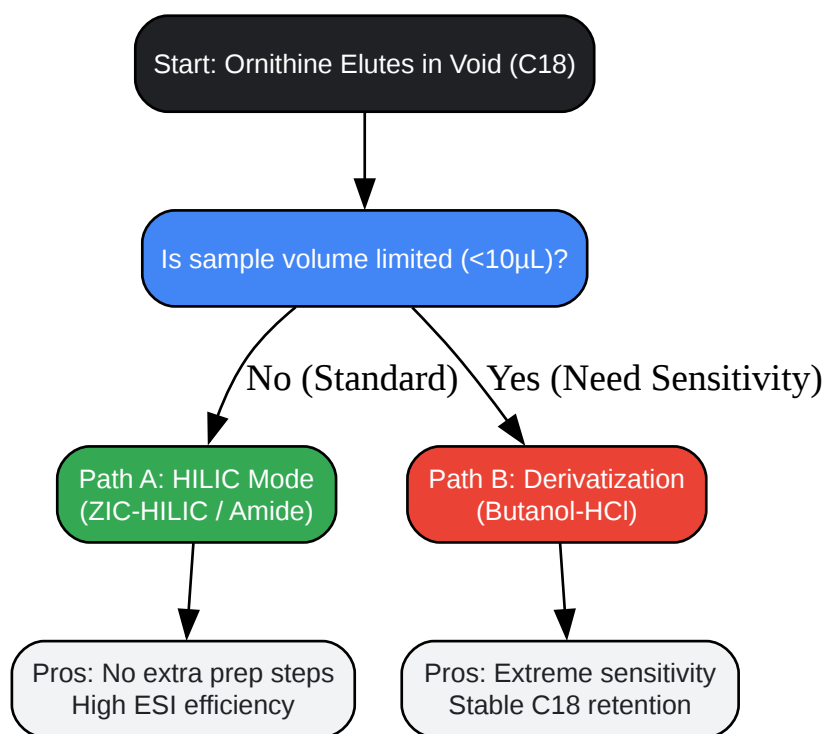 Start: Ornithine Elutes in Void (C18)
Is sample volume limited (<10µL)?
No (Standard)
Yes (Need Sensitivity)
Path A: HILIC Mode
(ZIC-HILIC / Amide)
Path B: Derivatization
(Butanol-HCl)
Pros: No extra prep steps
High ESI efficiency
Pros: Extreme sensitivity
Stable C18 retention